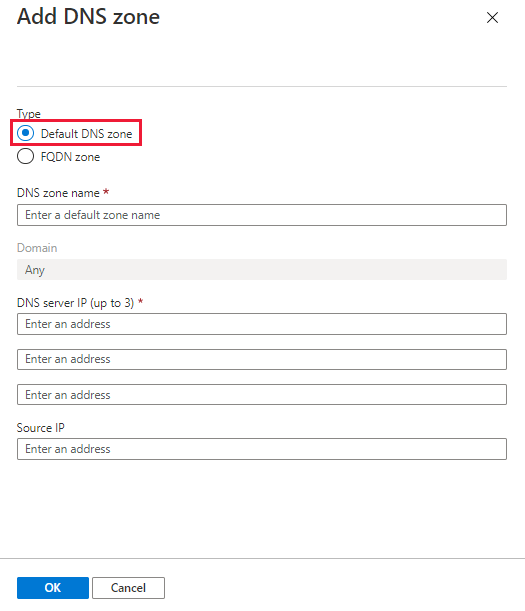 Add DNS zone
Type
Default DNS zone
FQDN zone
DNS zone name *
Enter a default zone name
Domain
Any
DNS server IP (up to 3) *
Enter an address
Enter an address
Enter an address
Source IP
Enter an address
OK Cancel